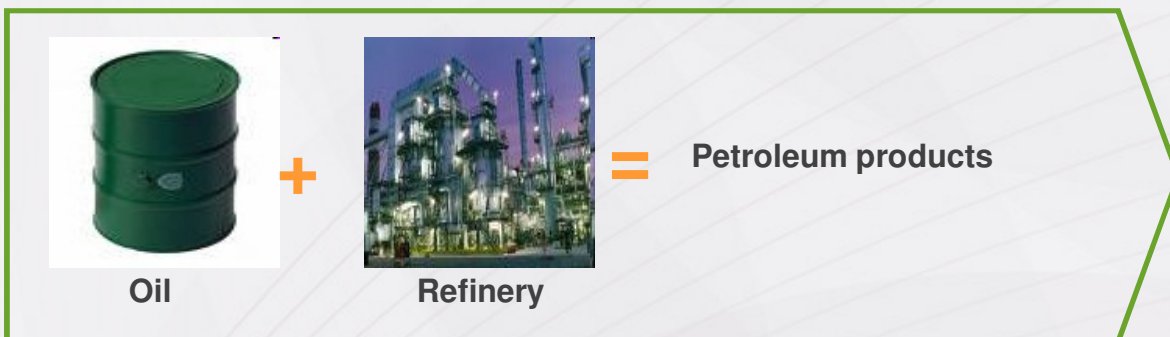 +
=
Petroleum products
Oil
Refinery